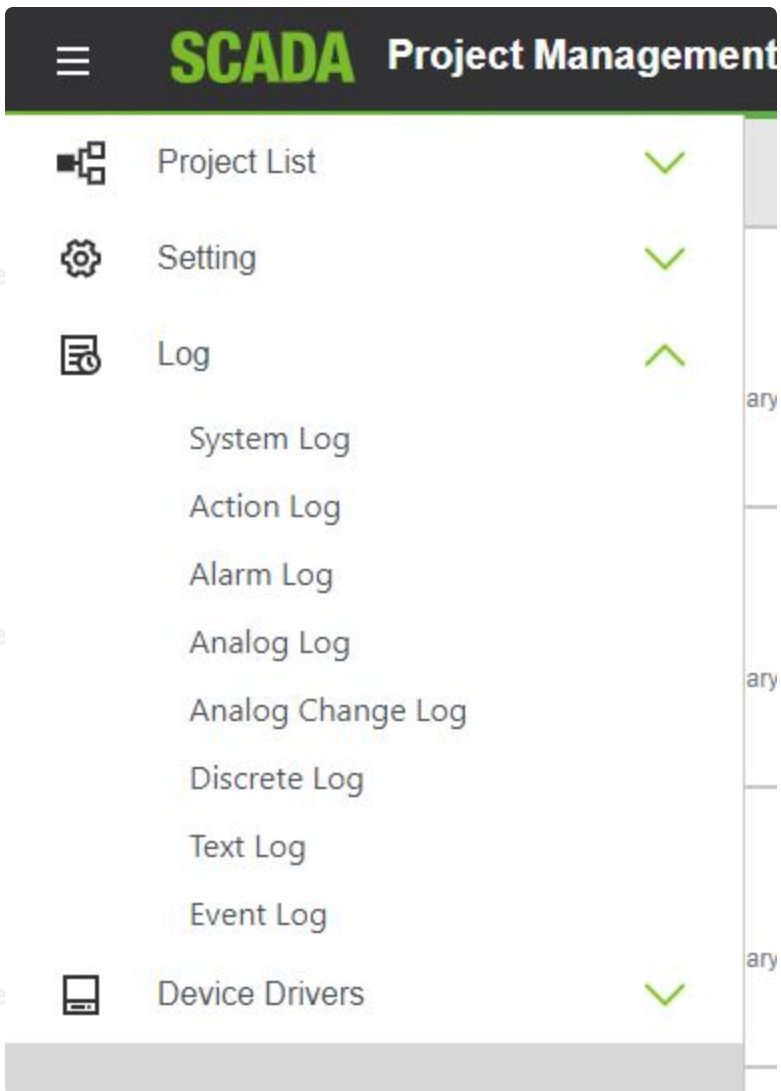 SCADA Project Management
Project List
Setting
Log
System Log
Action Log
Alarm Log
Analog Log
Analog Change Log
Discrete Log
Text Log
Event Log
Device Drivers